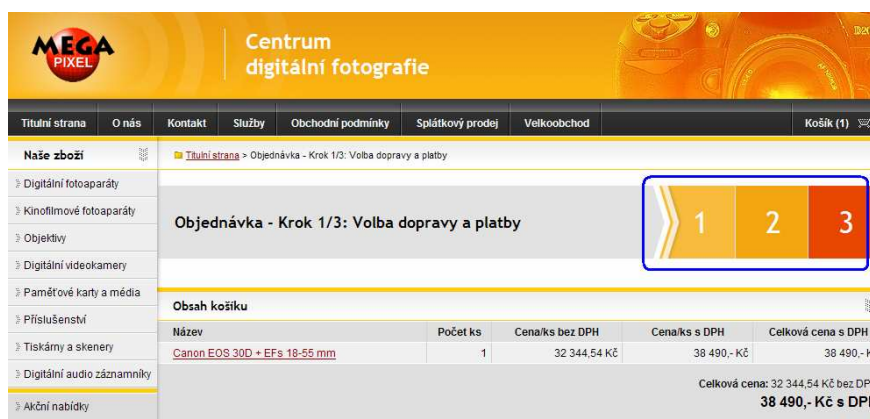 MEGA
PIXEL
Centrum
digitální fotografie
Titulní strana O nás Kontakt Služby Obchodní podmínky Splátkový prodej Velkoobchod Košík (1)
Naše zboží
Titulní strana > Objednávka - Krok 1/3: Volba dopravy a platby
Digitální fotoaparáty
Kinofilmové fotoaparáty
Objektivy
Digitální videokamery
Paměťové karty a média
Příslušenství
Tiskárny a skenery
Digitální audio záznamníky
Akční nabídky
Objednávka - Krok 1/3: Volba dopravy a platby
1 2 3
Obsah košíku
Název Počet ks Cena/ks bez DPH Cena/ks s DPH Celková cena s DPH
Canon EOS 30D + EFs 18-55 mm 1 32 344,54 Kč 38 490,- Kč 38 490,- K
Celková cena: 32 344,54 Kč bez DP
38 490,- Kč s DP